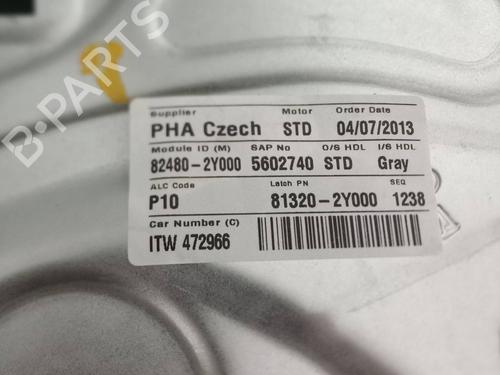 B-PARTS
Supplier Motor Order Date
PHA Czech STD 04/07/2013
Module ID (M) SAP No O/S HDL I/S HDL
82480-2Y000 5602740 STD Gray
ALC Code Latch PN SEQ
P10 81320-2Y000 1238
Car Number (C)
ITW 472966